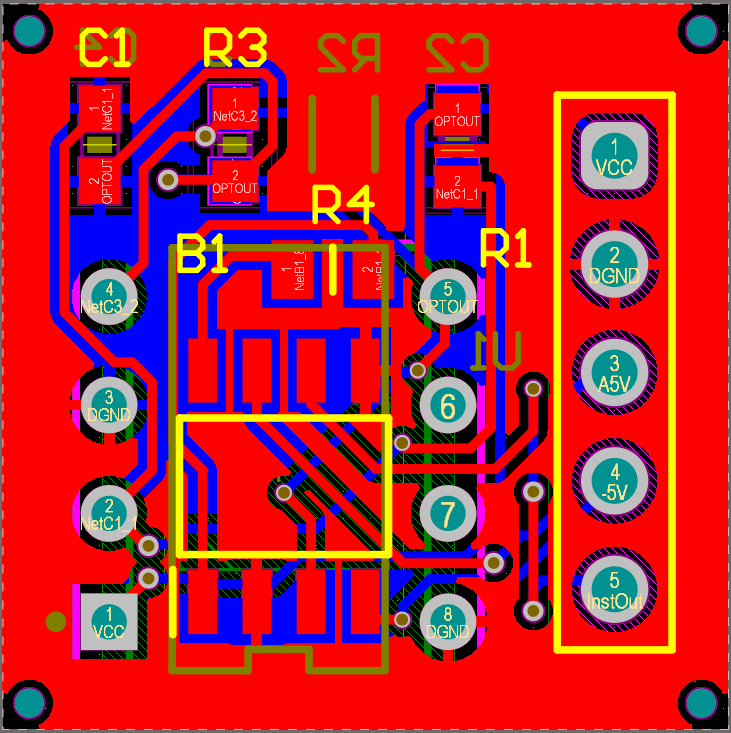 C1
C4
R3
R2
C2
1
NetC1_1
2
OPTOUT
1
NetC3_2
2
OPTOUT
1
OPTOUT
2
NetC1_1
1
VCC
R4
B1
R1
1
2
2
DGND
4
NetC3_2
5
OPTOUT
U1
3
A5V
3
DGND
6
4
-5V
2
NetC1_1
7
5
InstOut
1
VCC
8
DGND